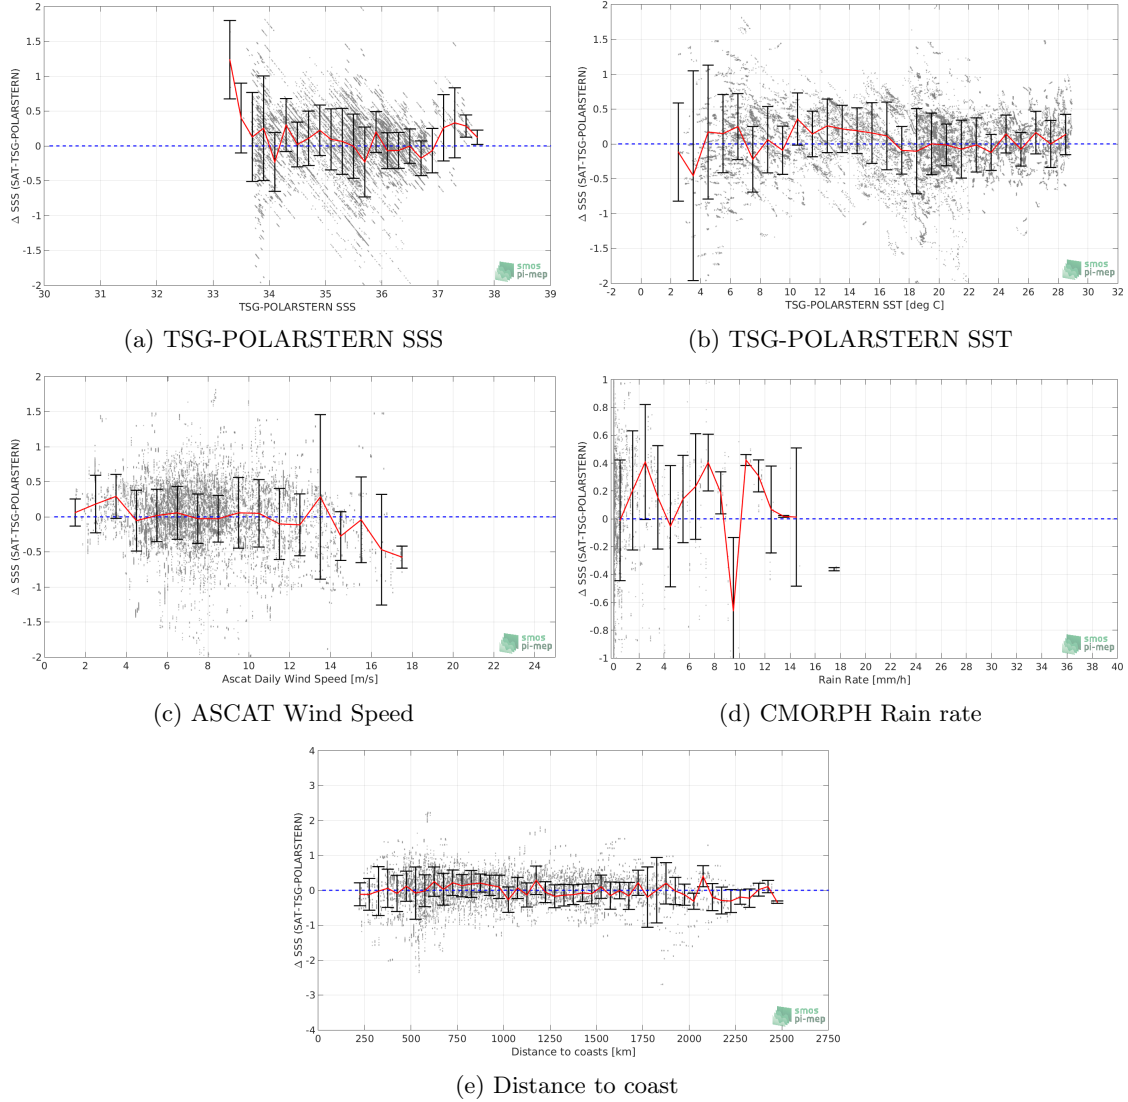 2
1.5
1
0.5
0
-0.5
-1
-1.5
-2
Δ SSS (SAT-TSG-POLARSTERN)
30 31 32 33 34 35 36 37 38 39
TSG-POLARSTERN SSS
smos
pi-mep
(a) TSG-POLARSTERN SSS
2
1.5
1
0.5
0
-0.5
-1
-1.5
-2
Δ SSS (SAT-TSG-POLARSTERN)
-2 0 2 4 6 8 10 12 14 16 18 20 22 24 26 28 30 32
TSG-POLARSTERN SST [deg C]
smos
pi-mep
(b) TSG-POLARSTERN SST
2
1.5
1
0.5
0
-0.5
-1
-1.5
-2
Δ SSS (SAT-TSG-POLARSTERN)
0 2 4 6 8 10 12 14 16 18 20 22 24
Ascat Daily Wind Speed [m/s]
smos
pi-mep
(c) ASCAT Wind Speed
1
0.8
0.6
0.4
0.2
0
-0.2
-0.4
-0.6
-0.8
-1
Δ SSS (SAT-TSG-POLARSTERN)
0 2 4 6 8 10 12 14 16 18 20 22 24 26 28 30 32 34 36 38 40
Rain Rate [mm/h]
smos
pi-mep
(d) CMORPH Rain rate
4
3
2
1
0
-1
-2
-3
-4
Δ SSS (SAT-TSG-POLARSTERN)
0 250 500 750 1000 1250 1500 1750 2000 2250 2500 2750
Distance to coasts [km]
smos
pi-mep
(e) Distance to coast